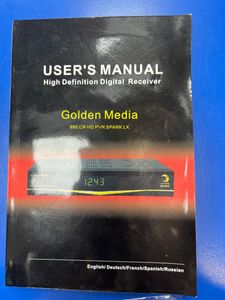 USER'S MANUAL
High Definition Digital Receiver
Golden Media
990 CR HD PVR SPARK LX
1243
English/ Deutsch/French/Spanish/Russian